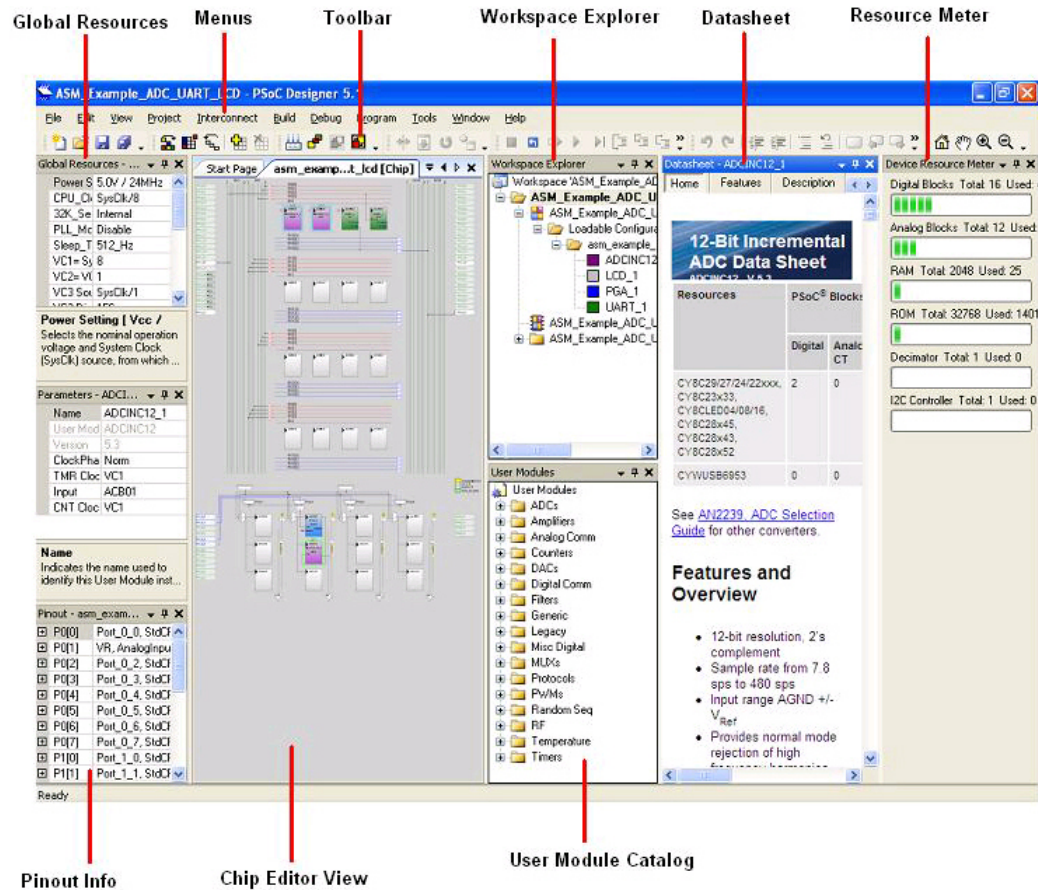 Global Resources
Menus
Toolbar
Workspace Explorer
Datasheet
Resource Meter
ASM_Example_ADC_UART_LCD - PSoC Designer 5.
File Edit View Project Interconnect Build Debug Program Tools Window Help
Global Resources - ...
Power S 5.0V / 24MHz
CPU_Cl SysClk/8
32K_Se Internal
PLL_Mc Disable
Sleep_T 512_Hz
VC1= Sy 8
VC2= VC 1
VC3 Sou SysClk/1
Power Setting [ Vcc /
Selects the nominal operation
voltage and System Clock
(SysClk) source, from which ...
Parameters - ADCI...
Name ADCINC12_1
User Mod ADCINC12
Version 5.3
ClockPha Norm
TMR Cloc VC1
Input ACB01
CNT Cloc VC1
Name
Indicates the name used to
identify this User Module inst...
Pinout - asm_exam...
P0[0] Port_0_0, StdCF
P0[1] VR, AnalogInpu
P0[2] Port_0_2, StdCF
P0[3] Port_0_3, StdCF
P0[4] Port_0_4, StdCF
P0[5] Port_0_5, StdCF
P0[6] Port_0_6, StdCF
P0[7] Port_0_7, StdCF
P1[0] Port_1_0, StdCF
P1[1] Port_1_1, StdCF
Ready
Start Page
asm_examp...t_lcd [Chip]
Workspace Explorer
Workspace 'ASM_Example_AD
ASM_Example_ADC_U
ASM_Example_ADC_U
Loadable Configura
asm_example_
ADCINC12
LCD_1
PGA_1
UART_1
ASM_Example_ADC_U
ASM_Example_ADC_U
User Modules
User Modules
ADCs
Amplifiers
Analog Comm
Counters
DACs
Digital Comm
Filters
Generic
Legacy
Misc Digital
MUXs
Protocols
PWMs
Random Seq
RF
Temperature
Timers
Datasheet - ADCINC12_1
Home Features Description
12-Bit Incremental
ADC Data Sheet
ADCINC12 V 5.3
Resources PSoC® Blocks
Digital Analo
CT
CY8C29/27/24/22xxx, 2 0
CY8C23x33,
CY8CLED04/08/16,
CY8C28x45,
CY8C28x43,
CY8C28x52
CYWUSB6953 0 0
See AN2239, ADC Selection
Guide for other converters.
Features and
Overview
12-bit resolution, 2's
complement
Sample rate from 7.8
sps to 480 sps
Input range AGND +/-
VRef
Provides normal mode
rejection of high
frequency harmonics
Device Resource Meter
Digital Blocks Total: 16 Used:
Analog Blocks Total: 12 Used:
RAM Total: 2048 Used: 25
ROM Total: 32768 Used: 1401
Decimator Total: 1 Used: 0
I2C Controller Total: 1 Used: 0
Pinout Info
Chip Editor View
User Module Catalog